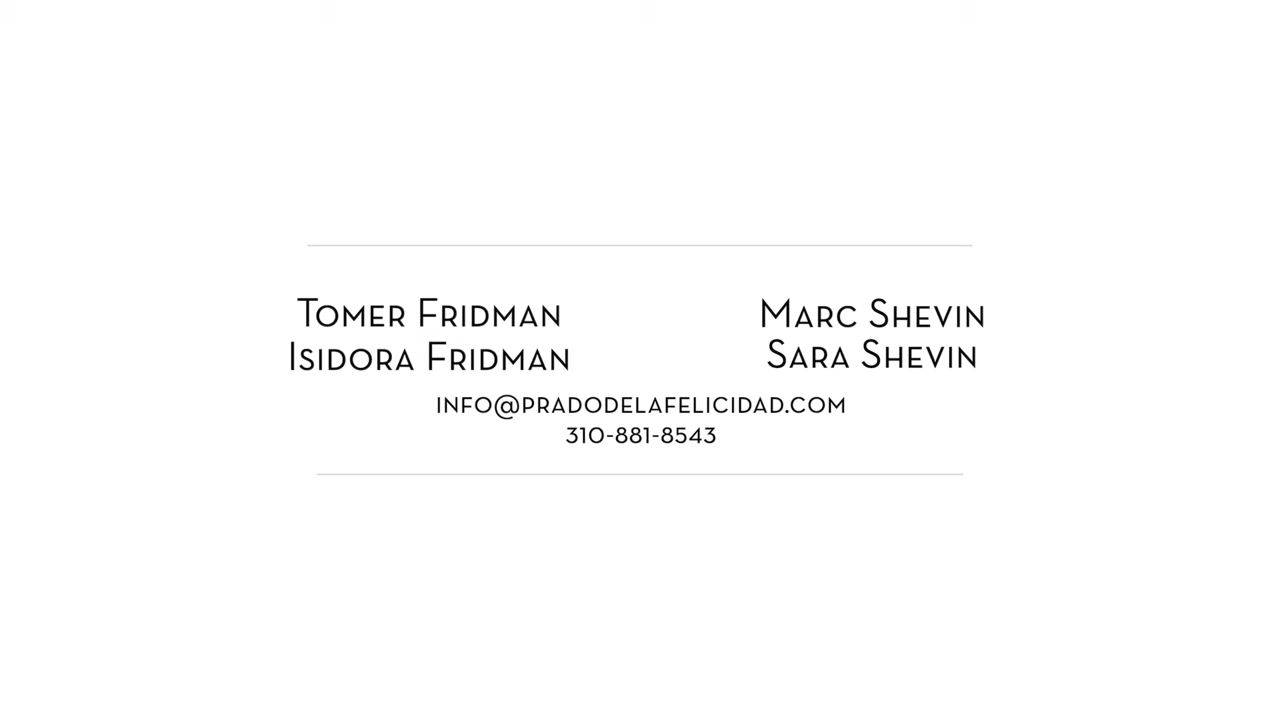 Tomer Fridman
Isidora Fridman
Marc Shevin
Sara Shevin
INFO@PRADODELAFELICIDAD.COM
310-881-8543